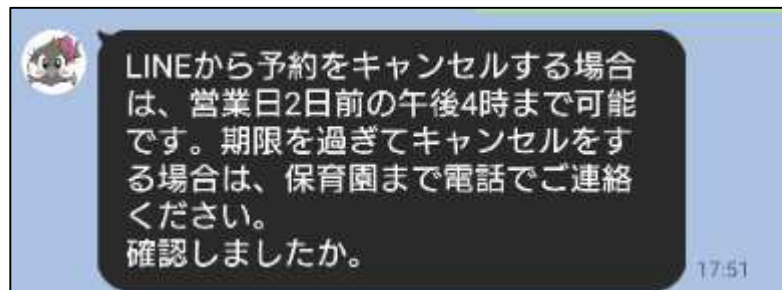 LINEから予約をキャンセルする場合
は、営業日2日前の午後4時まで可能
です。期限を過ぎてキャンセルをす
る場合は、保育園まで電話でご連絡
ください。
確認しましたか。
17:51